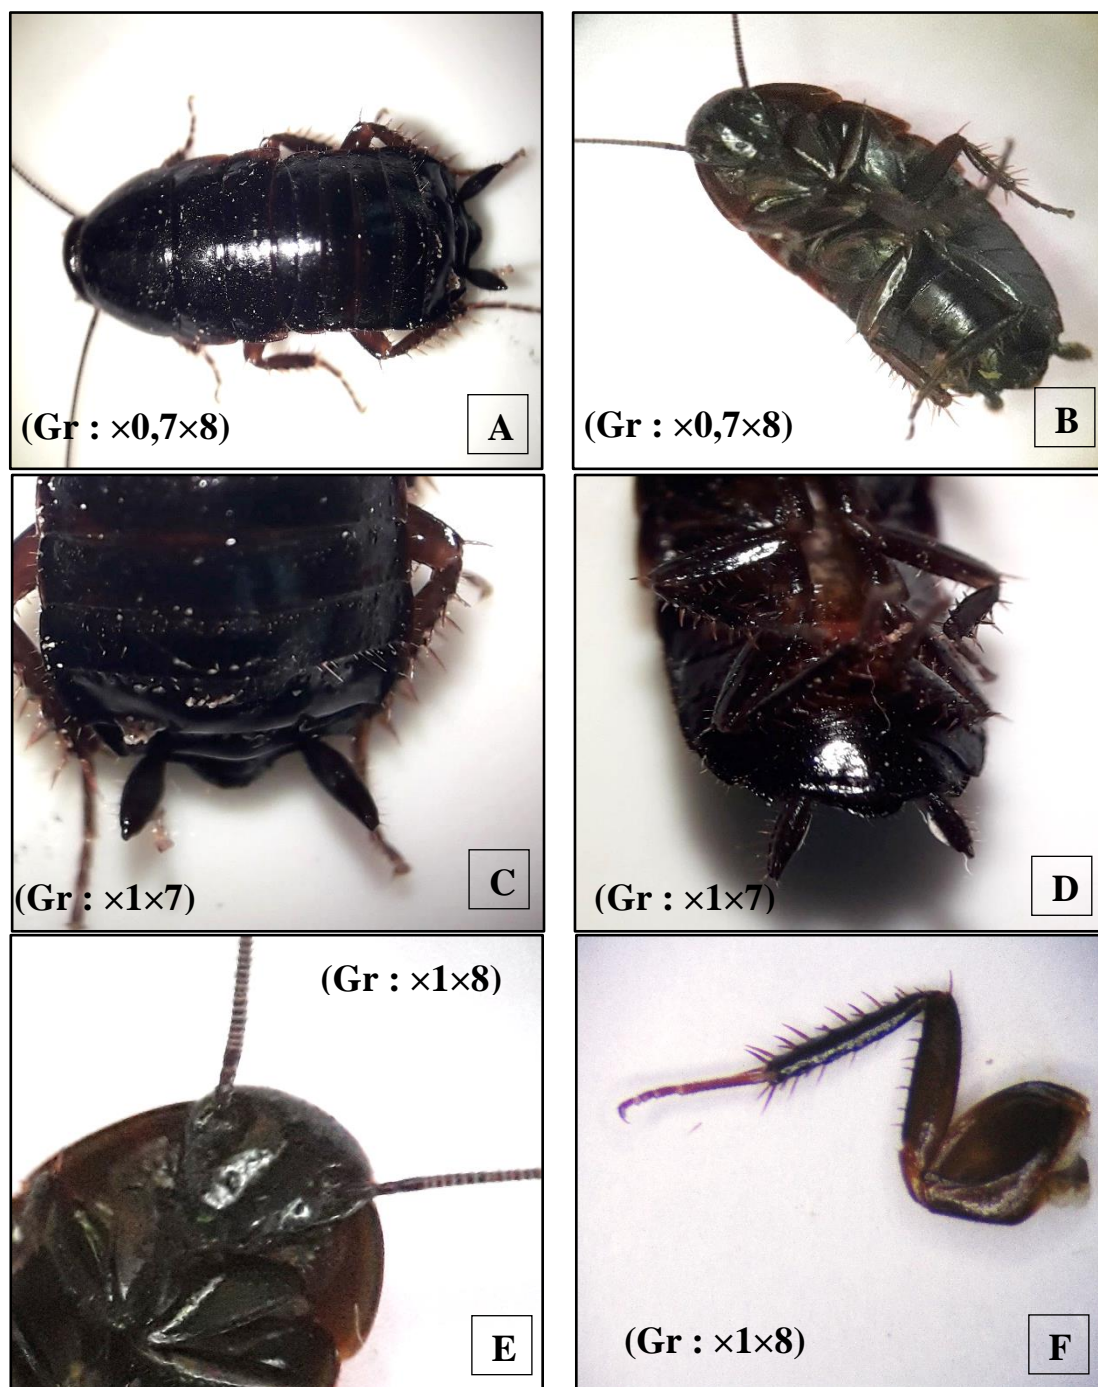 (Gr : ×0,7×8)
A
(Gr : ×0,7×8)
B
(Gr : ×1×7)
C
(Gr : ×1×7)
D
(Gr : ×1×8)
E
(Gr : ×1×8)
F